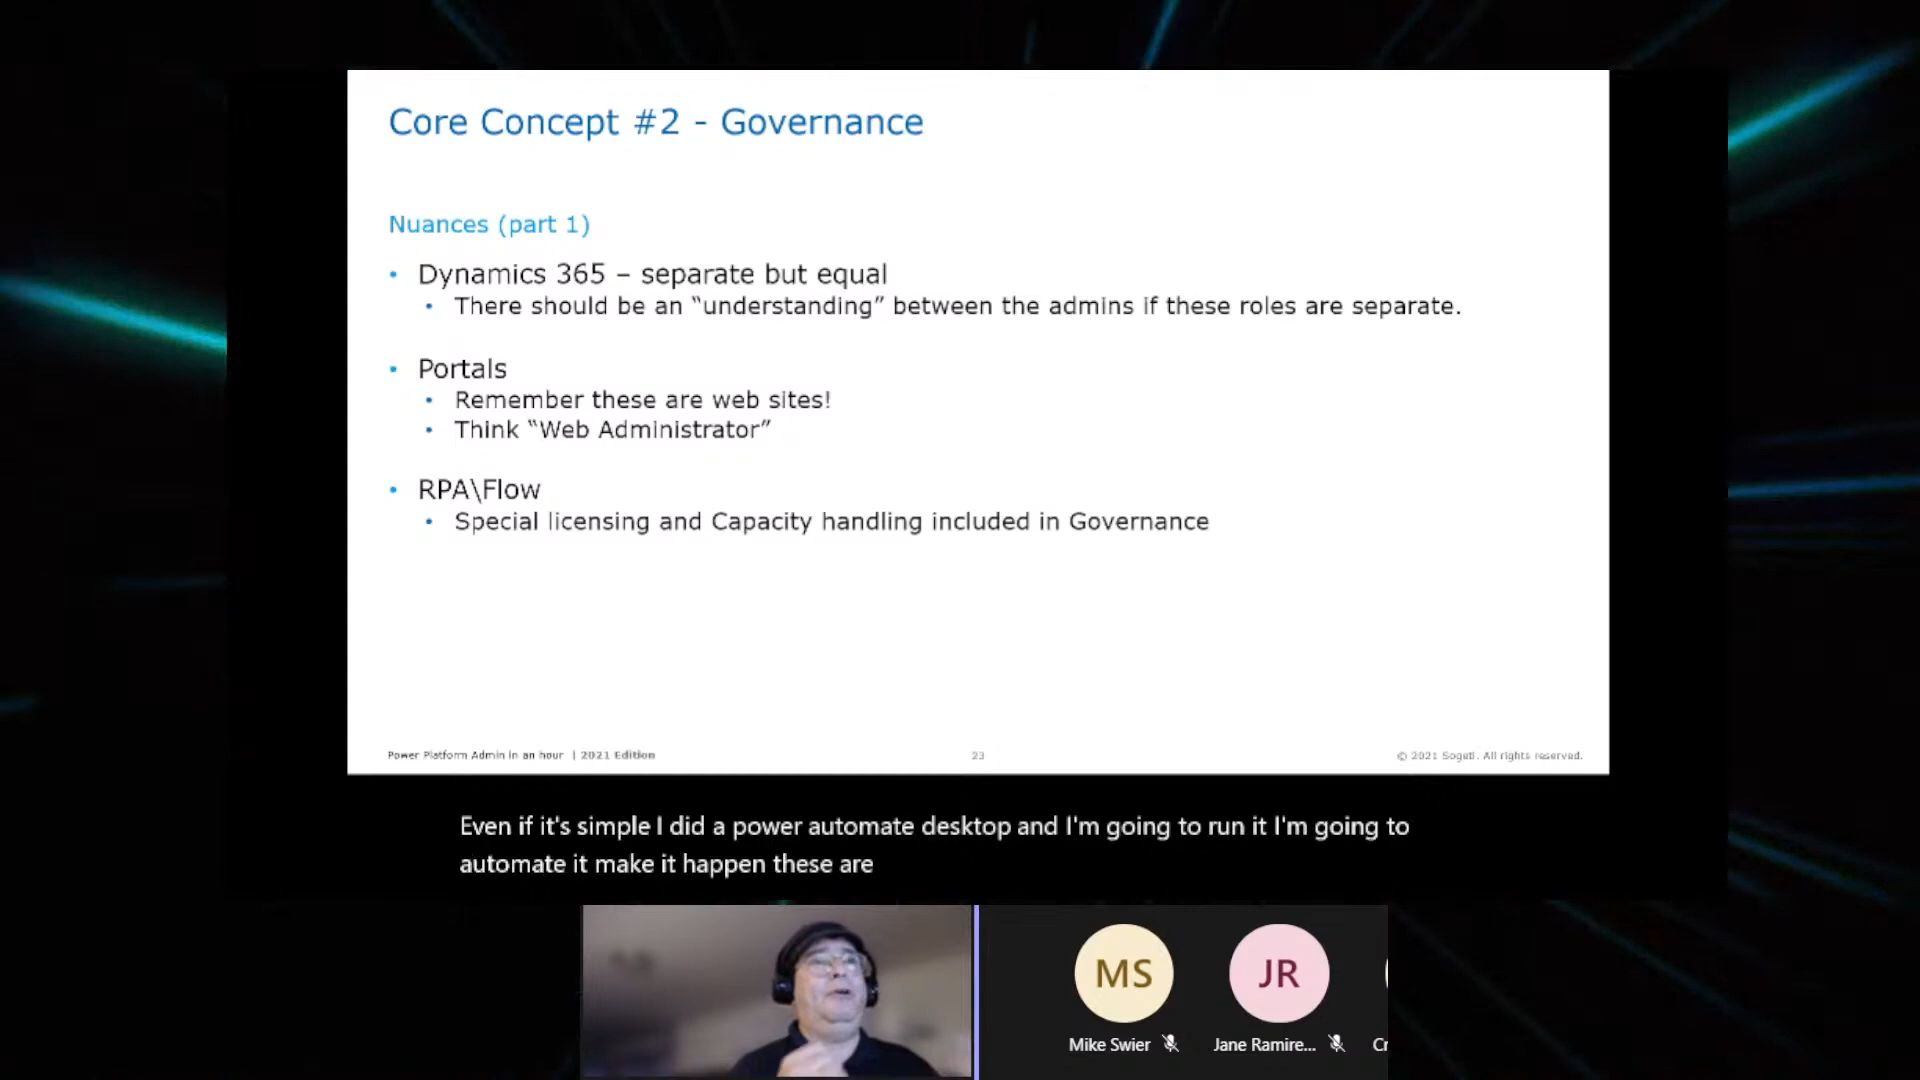 Core Concept #2 - Governance
Nuances (part 1)
• Dynamics 365 – separate but equal
• There should be an “understanding” between the admins if these roles are separate.
• Portals
• Remember these are web sites!
• Think “Web Administrator”
• RPA\Flow
• Special licensing and Capacity handling included in Governance
Power Platform Admin in an hour | 2021 Edition
23
© 2021 Sogeti. All rights reserved.
Even if it's simple I did a power automate desktop and I'm going to run it I'm going to
automate it make it happen these are
MS
JR
Mike Swier
Jane Ramire...
Cr